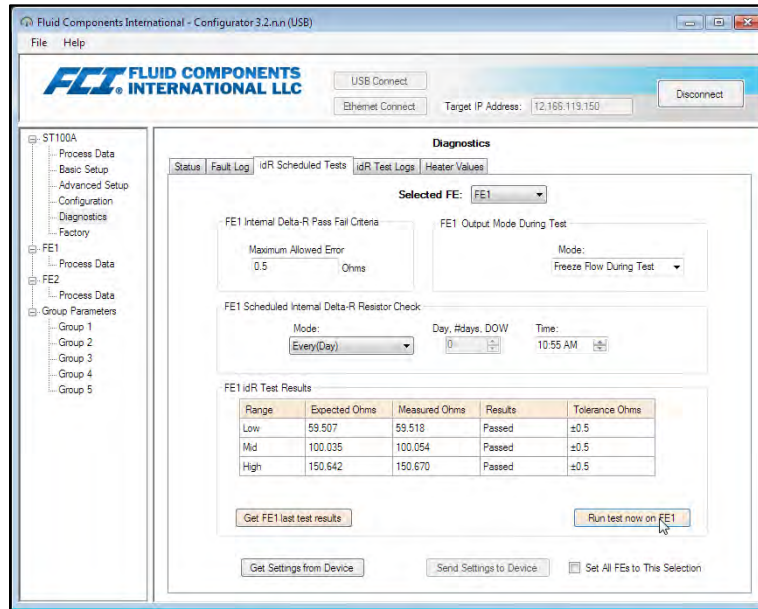 Fluid Components International - Configurator 3.2.n.n (USB)
File Help
FCI FLUID COMPONENTS
® INTERNATIONAL LLC
USB Connect
Ethernet Connect Target IP Address: 12.166.119.150
Disconnect
ST100A
Process Data
Basic Setup
Advanced Setup
Configuration
Diagnostics
Factory
FE1
Process Data
FE2
Process Data
Group Parameters
Group 1
Group 2
Group 3
Group 4
Group 5
Diagnostics
Status Fault Log idR Scheduled Tests idR Test Logs Heater Values
Selected FE: FE1
FE1 Internal Delta-R Pass Fail Criteria
Maximum Allowed Error
0.5 Ohms
FE1 Output Mode During Test
Mode:
Freeze Flow During Test
FE1 Scheduled Internal Delta-R Resistor Check
Mode: Day, #days, DOW Time:
Every(Day) 0 10:55 AM
FE1 idR Test Results
Range Expected Ohms Measured Ohms Results Tolerance Ohms
Low 59.507 59.518 Passed ±0.5
Mid 100.035 100.054 Passed ±0.5
High 150.642 150.670 Passed ±0.5
Get FE1 last test results Run test now on FE1
Get Settings from Device Send Settings to Device Set All FEs to This Selection